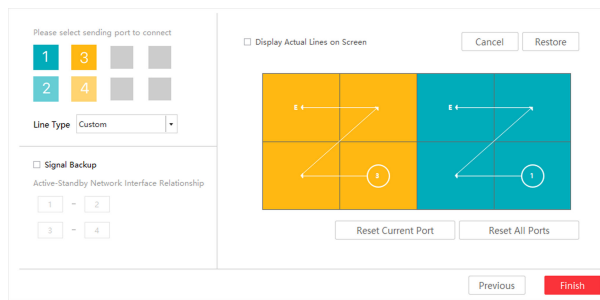 Please select sending port to connect
1 3
2 4
Line Type Custom
Signal Backup
Active-Standby Network Interface Relationship
1 - 2
3 - 4
Display Actual Lines on Screen
Cancel Restore
E E
3 1
Reset Current Port Reset All Ports
Previous Finish